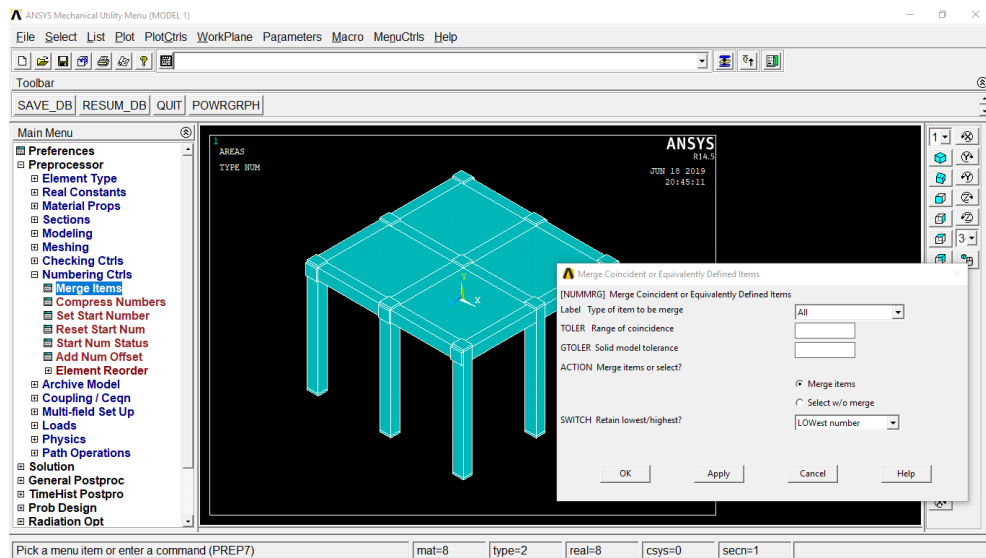 ANSYS Mechanical Utility Menu (MODEL 1)
File Select List Plot PlotCtrls WorkPlane Parameters Macro MenuCtrls Help
Toolbar
SAVE_DB RESUM_DB QUIT POWRGRPH
Main Menu
Preferences
Preprocessor
Element Type
Real Constants
Material Props
Sections
Modeling
Meshing
Checking Ctrls
Numbering Ctrls
Merge Items
Compress Numbers
Set Start Number
Reset Start Num
Start Num Status
Add Num Offset
Element Reorder
Archive Model
Coupling / Ceqn
Multi-field Set Up
Loads
Physics
Path Operations
Solution
General Postproc
TimeHist Postpro
Prob Design
Radiation Opt
1
AREAS
TYPE NUM
ANSYS
R14.5
JUN 18 2019
20:45:11
Y
X
1
3
Merge Coincident or Equivalently Defined Items
[NUMMRG] Merge Coincident or Equivalently Defined Items
Label Type of item to be merge All
TOLER Range of coincidence
GTOLER Solid model tolerance
ACTION Merge items or select?
Merge items
Select w/o merge
SWITCH Retain lowest/highest? LOWest number
OK Apply Cancel Help
Pick a menu item or enter a command (PREP7) mat=8 type=2 real=8 csys=0 secn=1